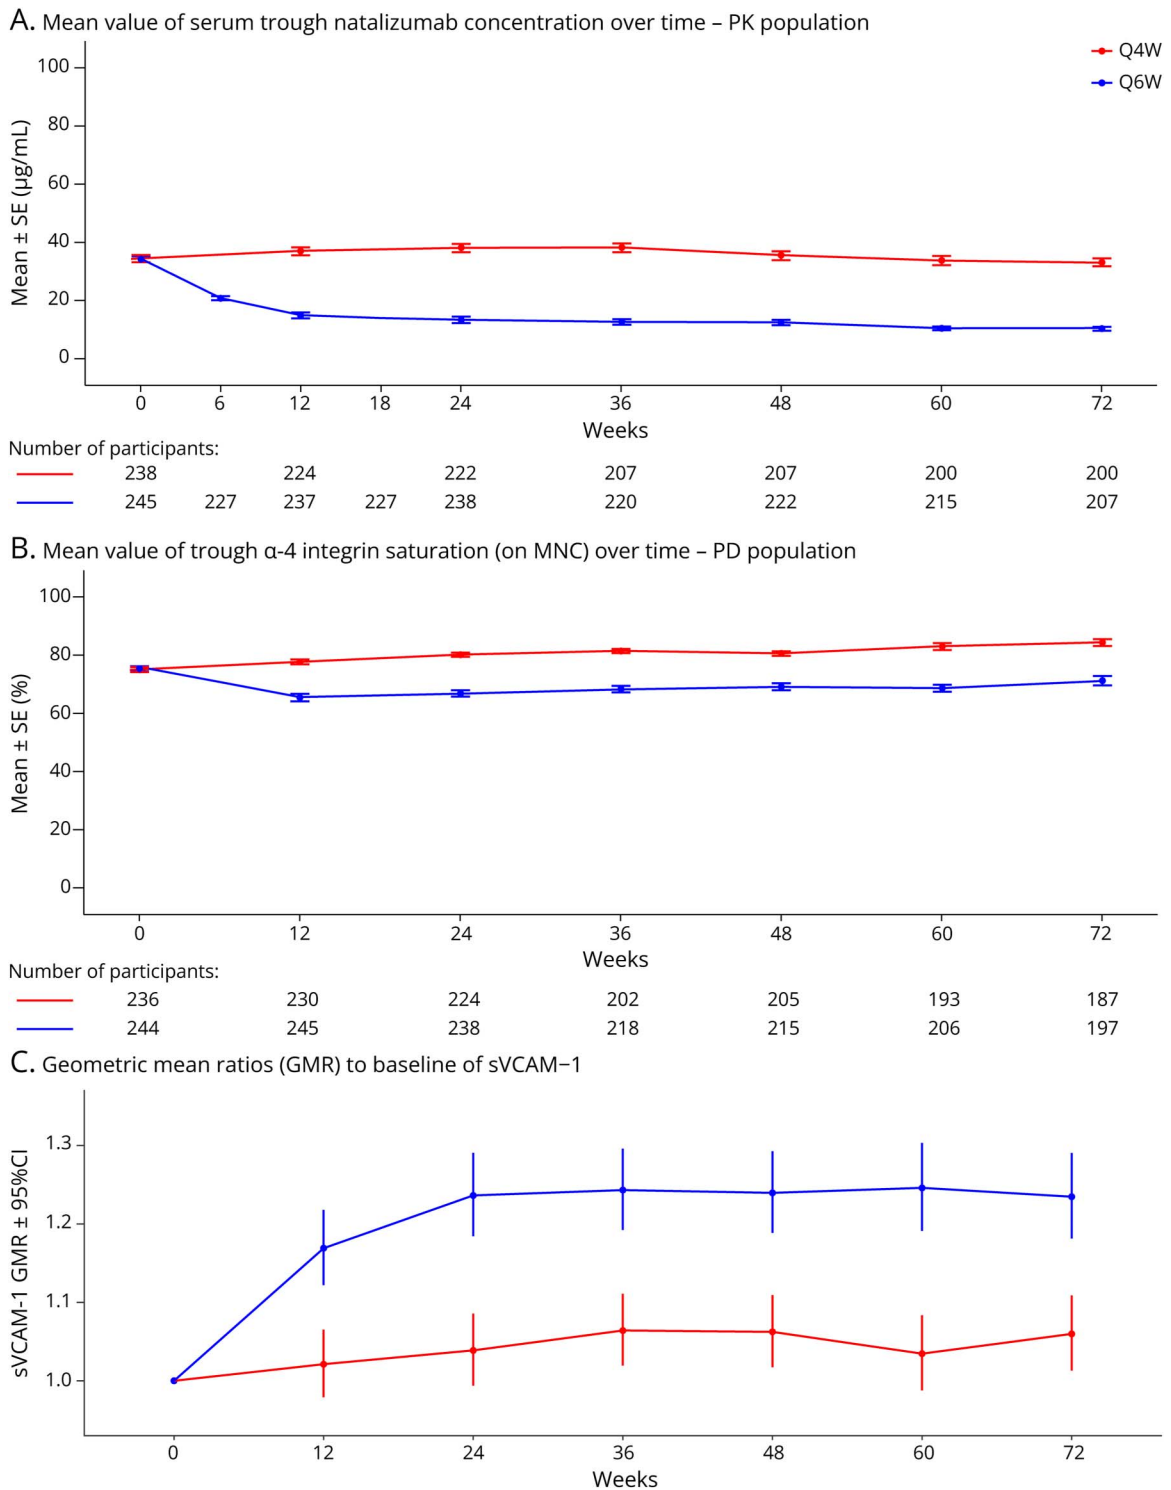 A. Mean value of serum trough natalizumab concentration over time – PK population
Q4W
Q6W
Mean ± SE (µg/mL)
100
80
60
40
20
0
0 6 12 18 24 36 48 60 72
Weeks
Number of participants:
238 224 222 207 207 200 200
245 227 237 227 238 220 222 215 207
B. Mean value of trough α-4 integrin saturation (on MNC) over time – PD population
Mean ± SE (%)
100
80
60
40
20
0
0 12 24 36 48 60 72
Weeks
Number of participants:
236 230 224 202 205 193 187
244 245 238 218 215 206 197
C. Geometric mean ratios (GMR) to baseline of sVCAM−1
sVCAM-1 GMR ± 95%CI
1.3
1.2
1.1
1.0
0 12 24 36 48 60 72
Weeks